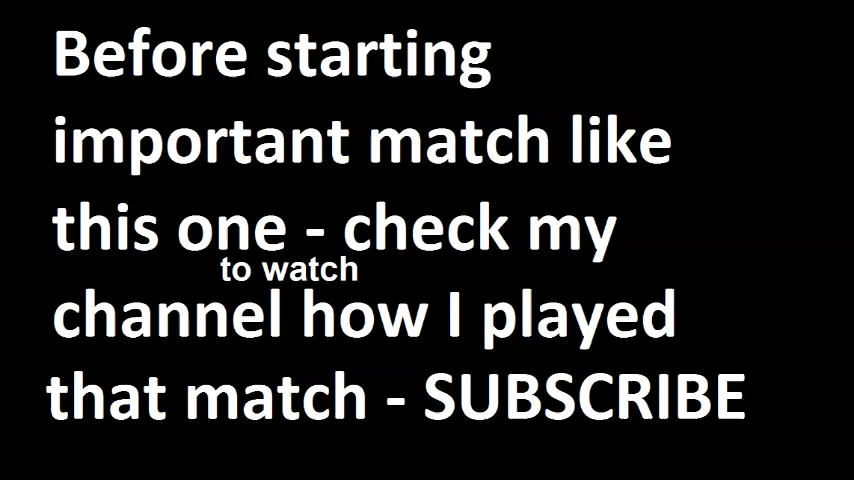 Before starting
important match like
this one - check my
to watch
channel how I played
that match - SUBSCRIBE